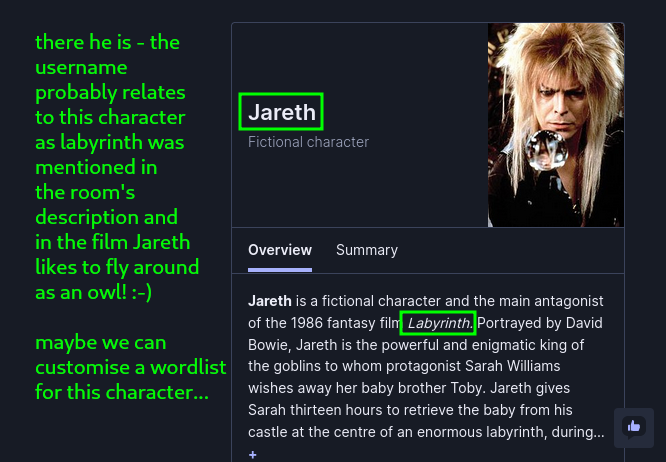 there he is - the
username
probably relates
to this character
as labyrinth was
mentioned in
the room's
description and
in the film Jareth
likes to fly around
as an owl! :-)
maybe we can
customise a wordlist
for this character...
Jareth
Fictional character
Overview Summary
Jareth is a fictional character and the main antagonist
of the 1986 fantasy film Labyrinth. Portrayed by David
Bowie, Jareth is the powerful and enigmatic king of
the goblins to whom protagonist Sarah Williams
wishes away her baby brother Toby. Jareth gives
Sarah thirteen hours to retrieve the baby from his
castle at the centre of an enormous labyrinth, during...
+